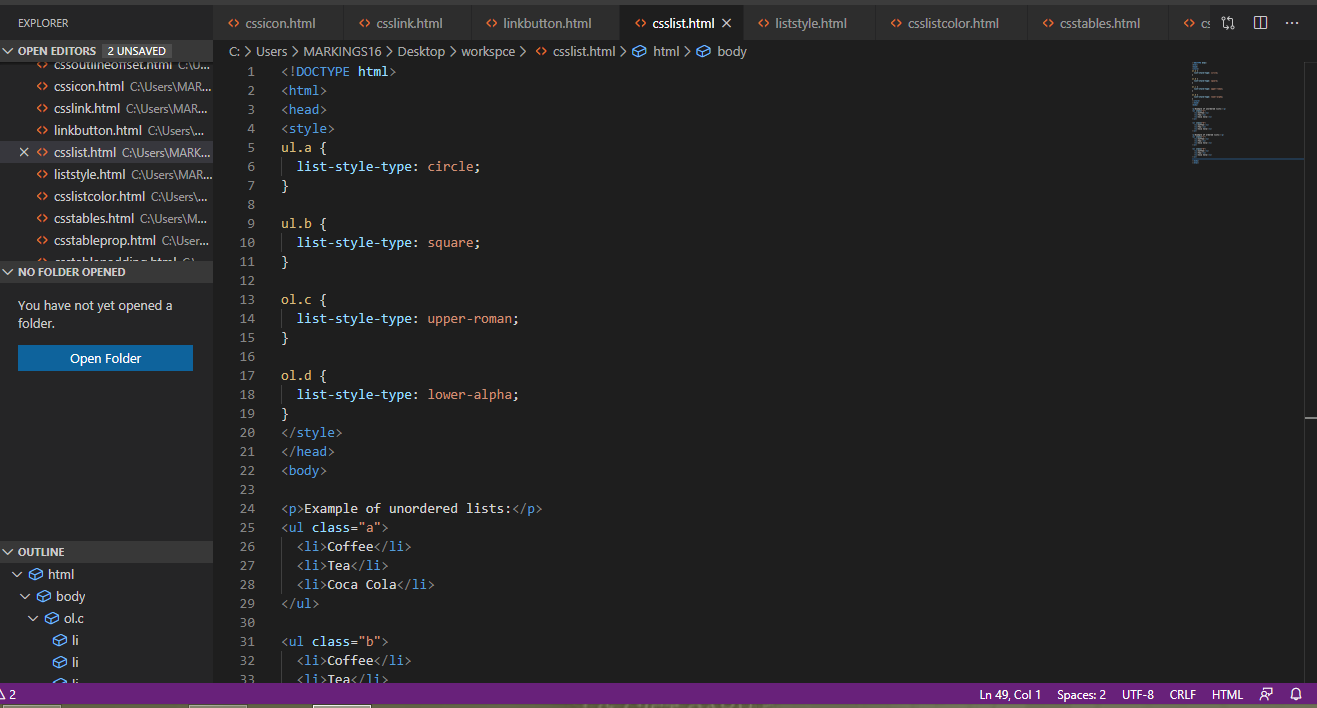 EXPLORER
OPEN EDITORS 2 UNSAVED
cssoutlineoffset.html C:\U...
cssicon.html C:\Users\MAR...
csslink.html C:\Users\MAR...
linkbutton.html C:\Users\...
csslist.html C:\Users\MARK...
liststyle.html C:\Users\MAR...
csslistcolor.html C:\Users\...
csstables.html C:\Users\M...
csstableprop.html C:\User...
NO FOLDER OPENED
You have not yet opened a
folder.
Open Folder
OUTLINE
html
body
ol.c
li
li
li
cssicon.html csslink.html linkbutton.html csslist.html liststyle.html csslistcolor.html csstables.html cs
C: > Users > MARKINGS16 > Desktop > workspce > csslist.html > html > body
1 <!DOCTYPE html>
2 <html>
3 <head>
4 <style>
5 ul.a {
6 list-style-type: circle;
7 }
8
9 ul.b {
10 list-style-type: square;
11 }
12
13 ol.c {
14 list-style-type: upper-roman;
15 }
16
17 ol.d {
18 list-style-type: lower-alpha;
19 }
20 </style>
21 </head>
22 <body>
23
24 <p>Example of unordered lists:</p>
25 <ul class="a">
26 <li>Coffee</li>
27 <li>Tea</li>
28 <li>Coca Cola</li>
29 </ul>
30
31 <ul class="b">
32 <li>Coffee</li>
33 <li>Tea</li>
2 Ln 49, Col 1 Spaces: 2 UTF-8 CRLF HTML